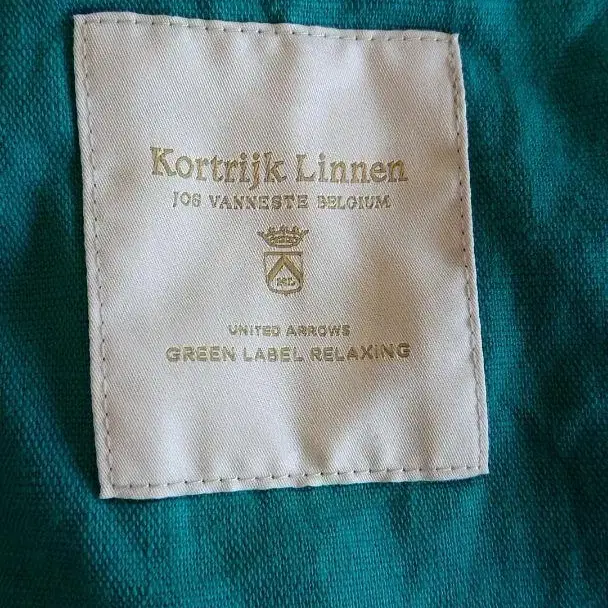 Kortrijk Linnen
JOS VANNESTE BELGIUM
UNITED ARROWS
GREEN LABEL RELAXING